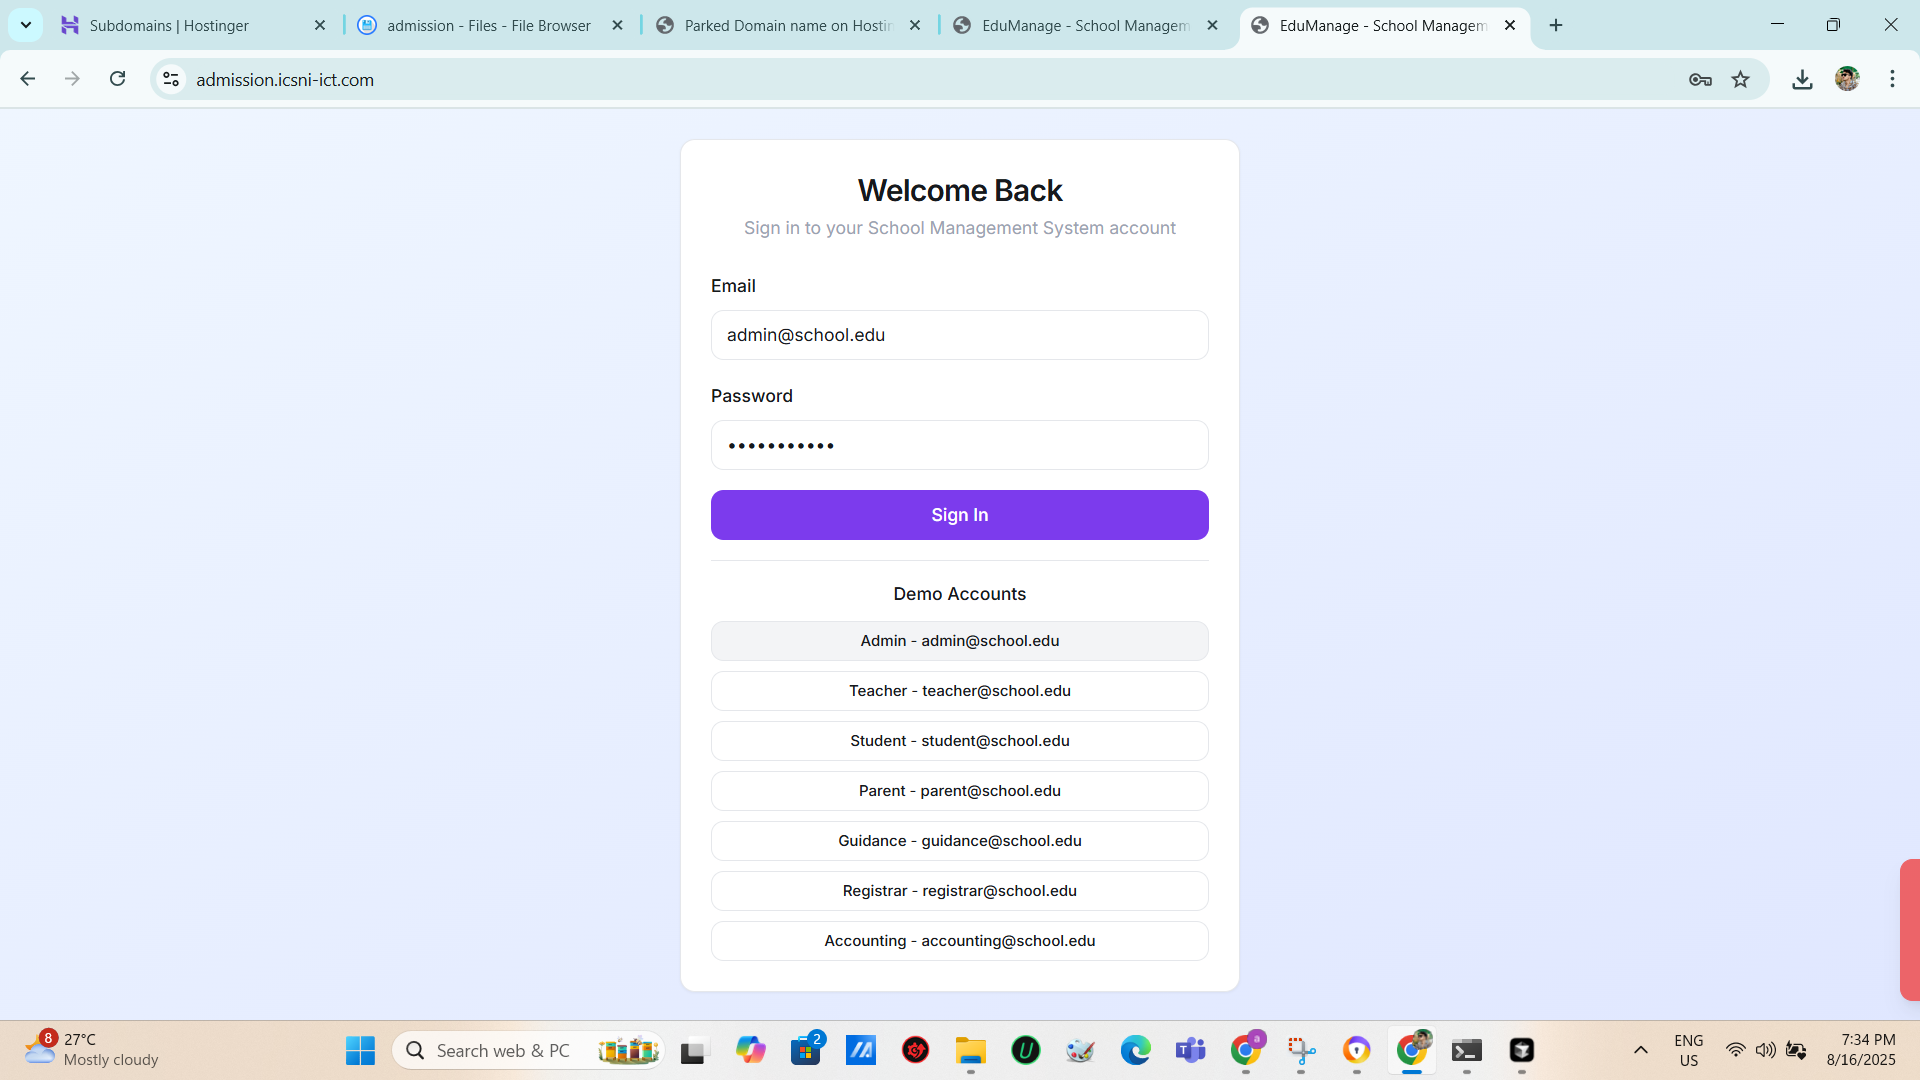 Subdomains | Hostinger
admission - Files - File Browser
Parked Domain name on Hostin
EduManage - School Managem
EduManage - School Managem
admission.icsni-ict.com
Welcome Back
Sign in to your School Management System account
Email
admin@school.edu
Password
•••••••••••
Sign In
Demo Accounts
Admin - admin@school.edu
Teacher - teacher@school.edu
Student - student@school.edu
Parent - parent@school.edu
Guidance - guidance@school.edu
Registrar - registrar@school.edu
Accounting - accounting@school.edu
8
27°C
Mostly cloudy
Search web & PC
2
a
ENG
US
7:34 PM
8/16/2025